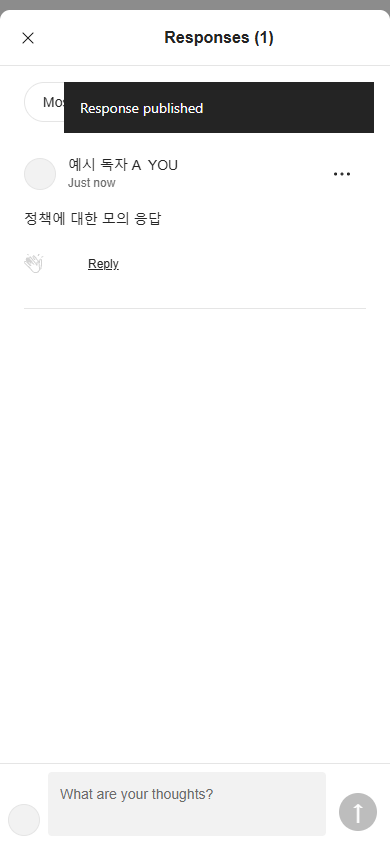 Responses (1)
Response published
예시 독자 A YOU
Just now
정책에 대한 모의 응답
Reply
What are your thoughts?